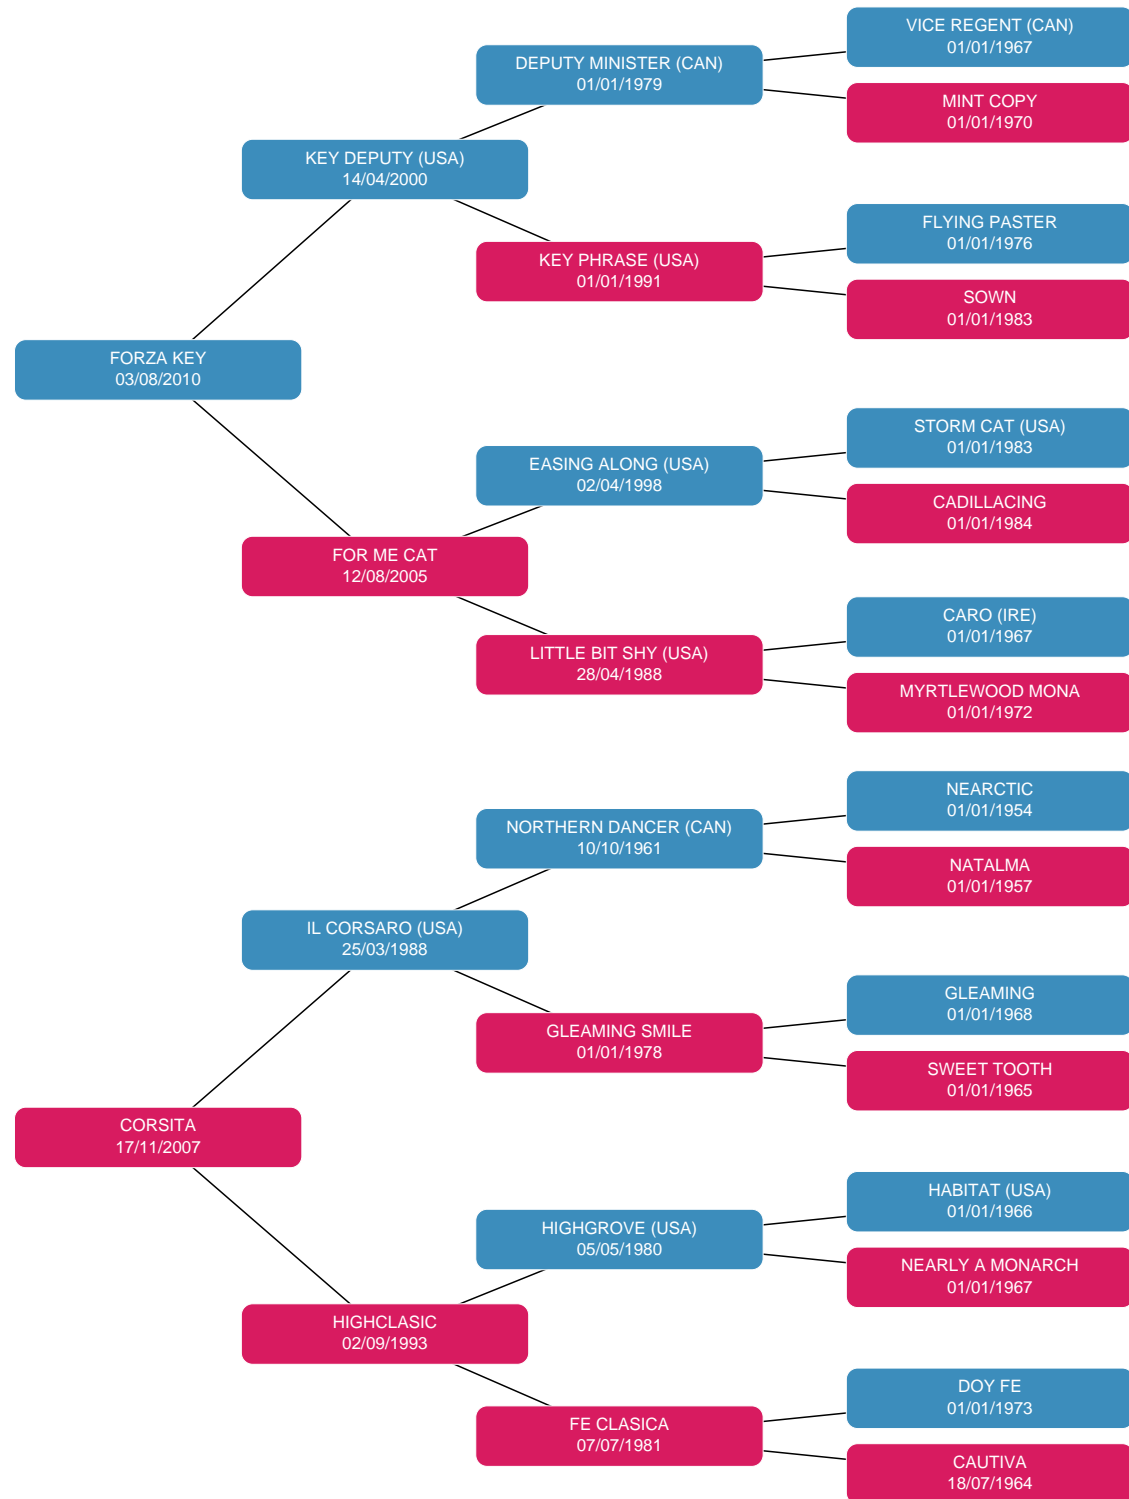 VICE REGENT (CAN)
01/01/1967
DEPUTY MINISTER (CAN)
01/01/1979
MINT COPY
01/01/1970
KEY DEPUTY (USA)
14/04/2000
FLYING PASTER
01/01/1976
KEY PHRASE (USA)
01/01/1991
SOWN
01/01/1983
FORZA KEY
03/08/2010
STORM CAT (USA)
01/01/1983
EASING ALONG (USA)
02/04/1998
CADILLACING
01/01/1984
FOR ME CAT
12/08/2005
CARO (IRE)
01/01/1967
LITTLE BIT SHY (USA)
28/04/1988
MYRTLEWOOD MONA
01/01/1972
NEARCTIC
01/01/1954
NORTHERN DANCER (CAN)
10/10/1961
NATALMA
01/01/1957
IL CORSARO (USA)
25/03/1988
GLEAMING
01/01/1968
GLEAMING SMILE
01/01/1978
SWEET TOOTH
01/01/1965
CORSITA
17/11/2007
HABITAT (USA)
01/01/1966
HIGHGROVE (USA)
05/05/1980
NEARLY A MONARCH
01/01/1967
HIGHCLASIC
02/09/1993
DOY FE
01/01/1973
FE CLASICA
07/07/1981
CAUTIVA
18/07/1964